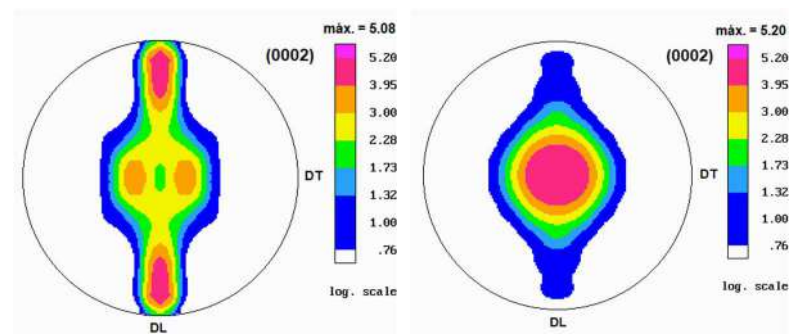 máx. = 5.08
(0002)
5.20
3.95
3.00
2.28
1.73
1.32
1.00
.76
DT
log. scale
DL
máx. = 5.20
(0002)
5.20
3.95
3.00
2.28
1.73
1.32
1.00
.76
DT
log. scale
DL